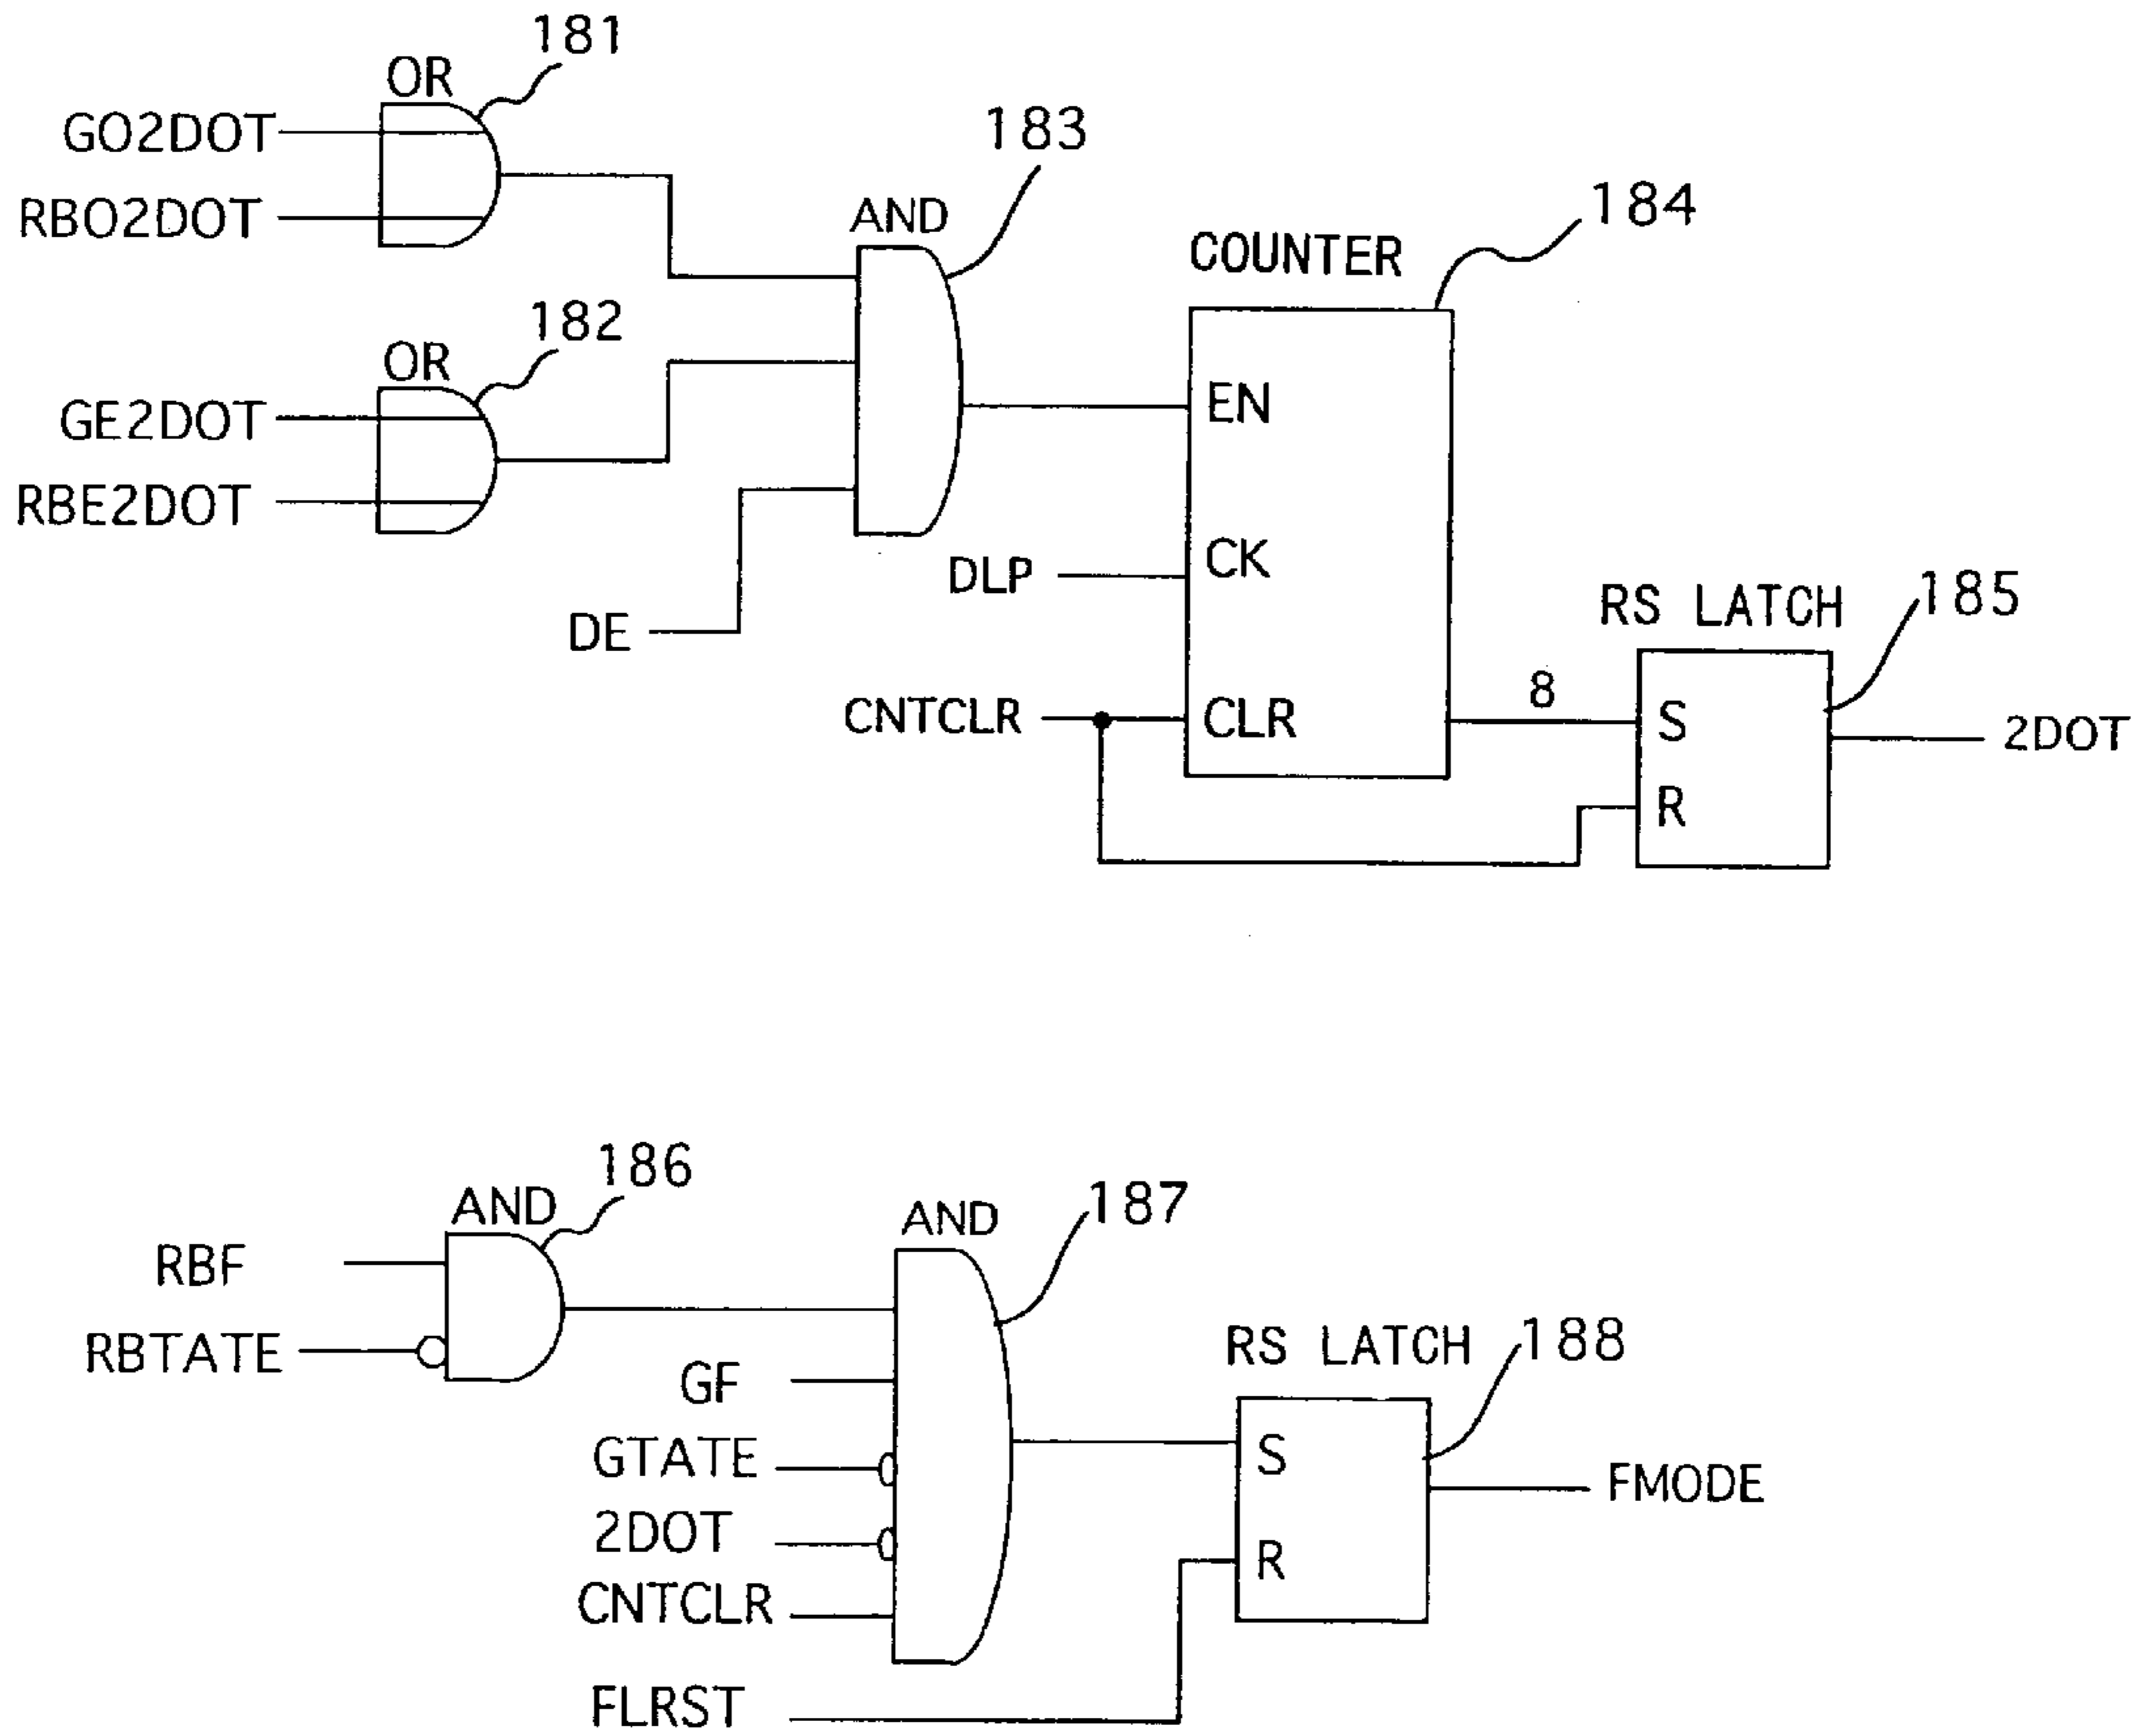 181
OR
GO2DOT
RBO2DOT
183
AND
184
COUNTER
182
OR
GE2DOT
RBE2DOT
EN
DLP
CK
DE
RS LATCH
185
CNTCLR
CLR
8
S
2DOT
R
186
AND
187
AND
RBF
RBTATE
RS LATCH
188
GF
GTATE
S
FMODE
2DOT
R
CNTCLR
FLRST